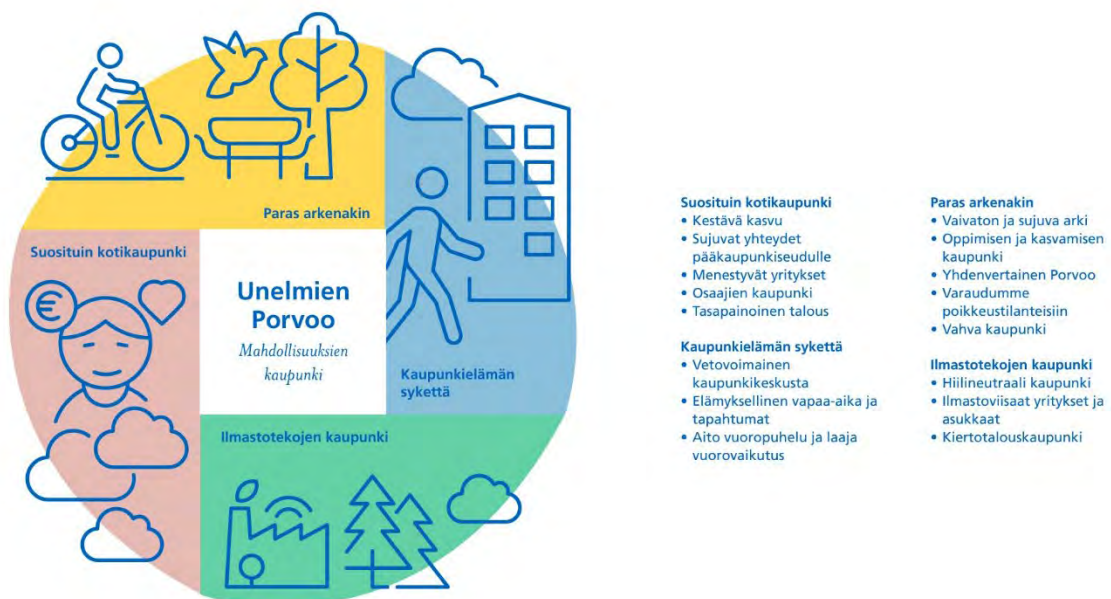 Paras arkenakin
Suosituin kotikaupunki
Unelmien
Porvoo
Mahdollisuuksien
kaupunki
Kaupunkielämän
sykettä
Ilmastotekojen kaupunki
€
Suosituin kotikaupunki
• Kestävä kasvu
• Sujuvat yhteydet
pääkaupunkiseudulle
• Menestyvät yritykset
• Osaajien kaupunki
• Tasapainoinen talous
Kaupunkielämän sykettä
• Vetovoimainen
kaupunkikeskusta
• Elämyksellinen vapaa-aika ja
tapahtumat
• Aito vuoropuhelu ja laaja
vuorovaikutus
Paras arkenakin
• Vaivaton ja sujuva arki
• Oppimisen ja kasvamisen
kaupunki
• Yhdenvertainen Porvoo
• Varaudumme
poikkeustilanteisiin
• Vahva kaupunki
Ilmastotekojen kaupunki
• Hiilineutraali kaupunki
• Ilmastoviisaat yritykset ja
asukkaat
• Kiertotalouskaupunki